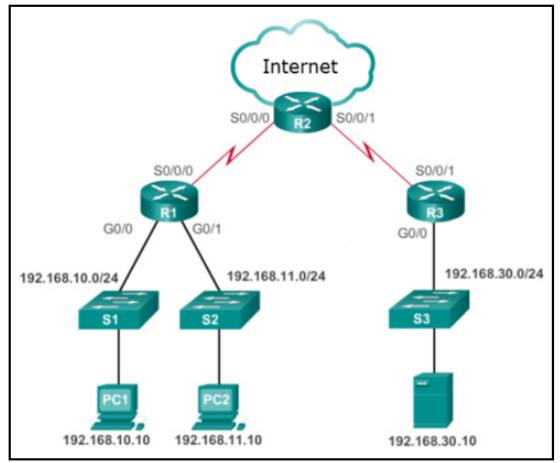 Internet
S0/0/0 S0/0/1
R2
S0/0/0 S0/0/1
R1 R3
G0/0 G0/1 G0/0
192.168.10.0/24 192.168.11.0/24 192.168.30.0/24
S1 S2 S3
PC1 PC2
192.168.10.10 192.168.11.10 192.168.30.10